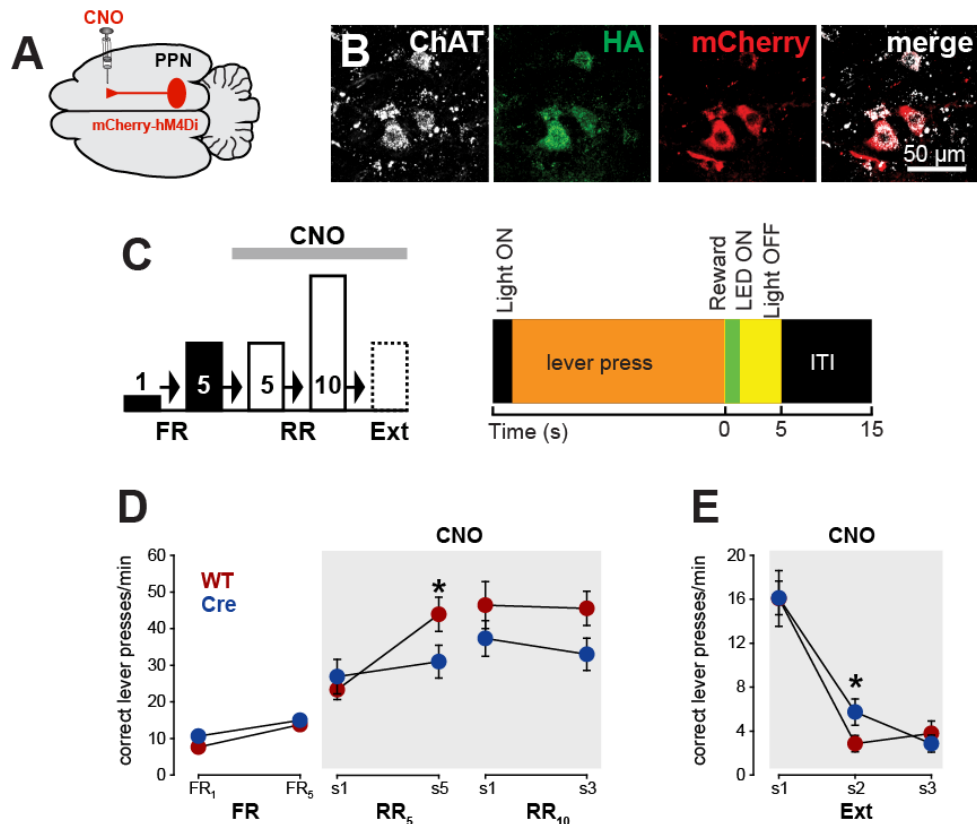 A
CNO
PPN
mCherry-hM4Di
B
ChAT
HA
mCherry
merge
50 µm
C
CNO
1
5
5
10
FR
RR
Ext
Light ON
Reward
LED ON
Light OFF
lever press
ITI
Time (s)
0
5
15
D
CNO
correct lever presses/min
60
50
40
30
20
10
0
WT
Cre
*
FR1
FR5
s1
s5
s1
s3
FR
RR5
RR10
E
CNO
correct lever presses/min
20
16
12
8
4
0
*
s1
s2
s3
Ext